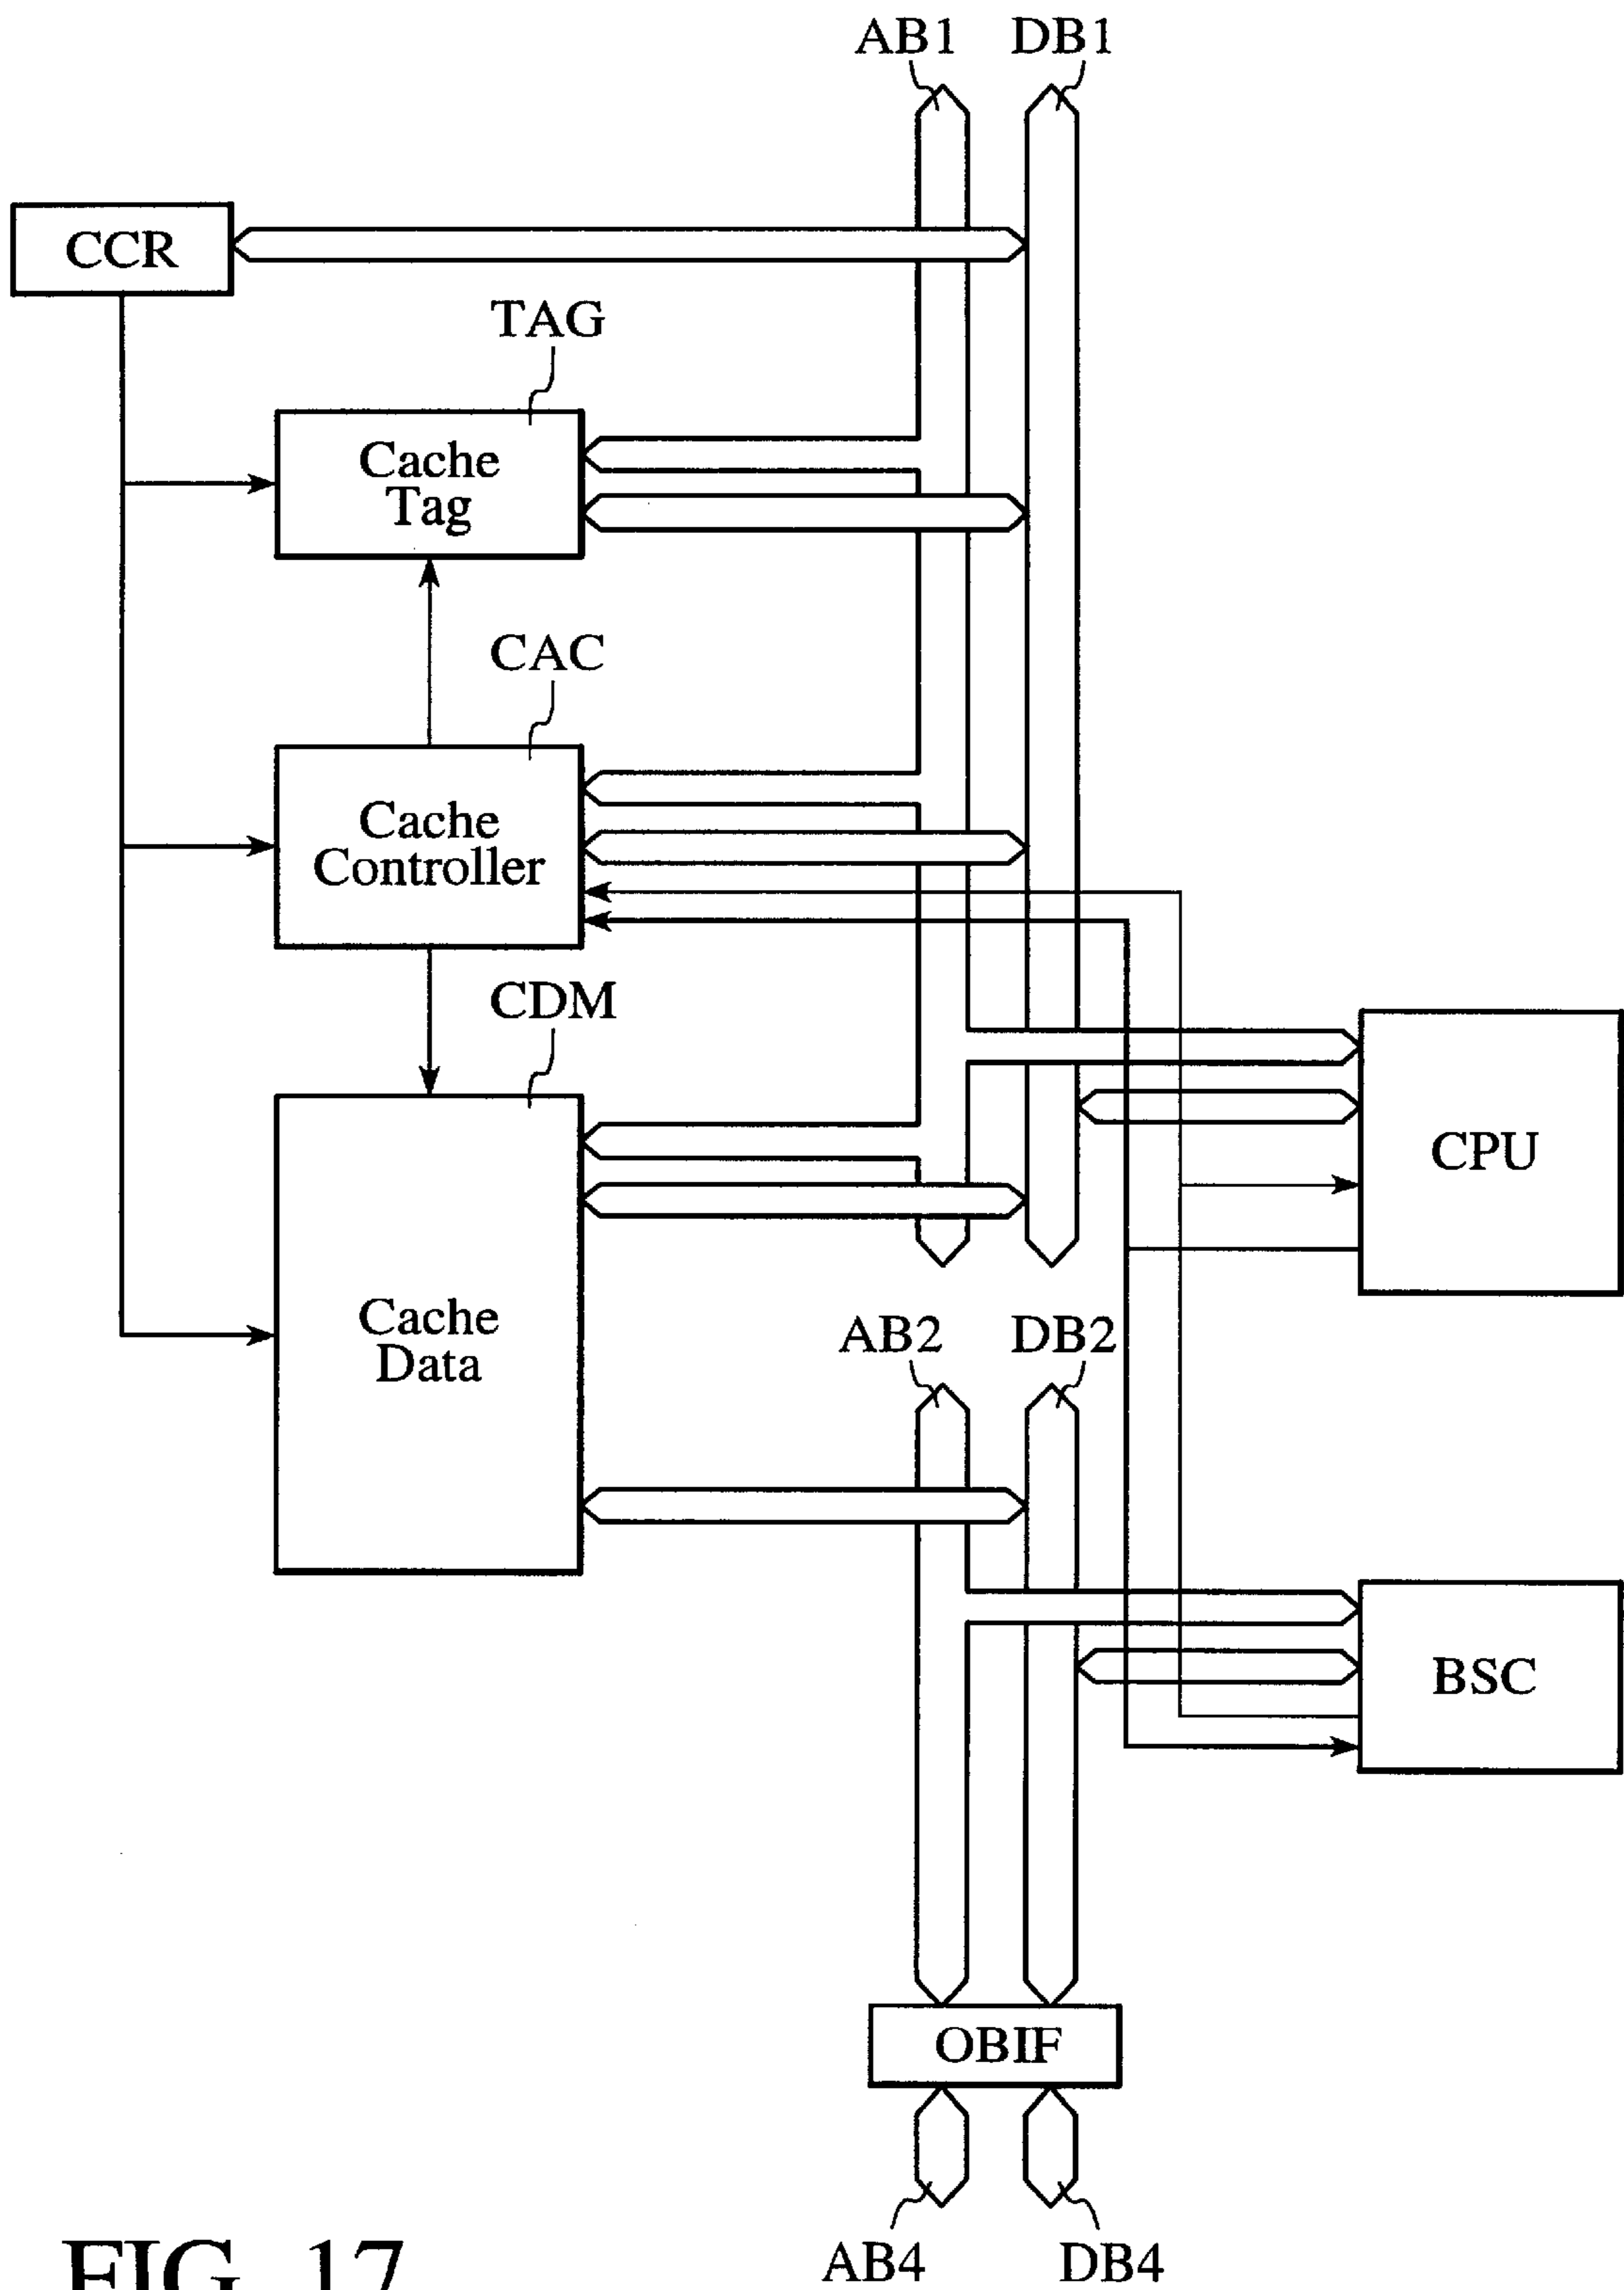 AB1 DB1
CCR
TAG
Cache
Tag
CAC
Cache
Controller
CDM
CPU
Cache
Data
AB2 DB2
BSC
OBIF
AB4 DB4
FIG. 17